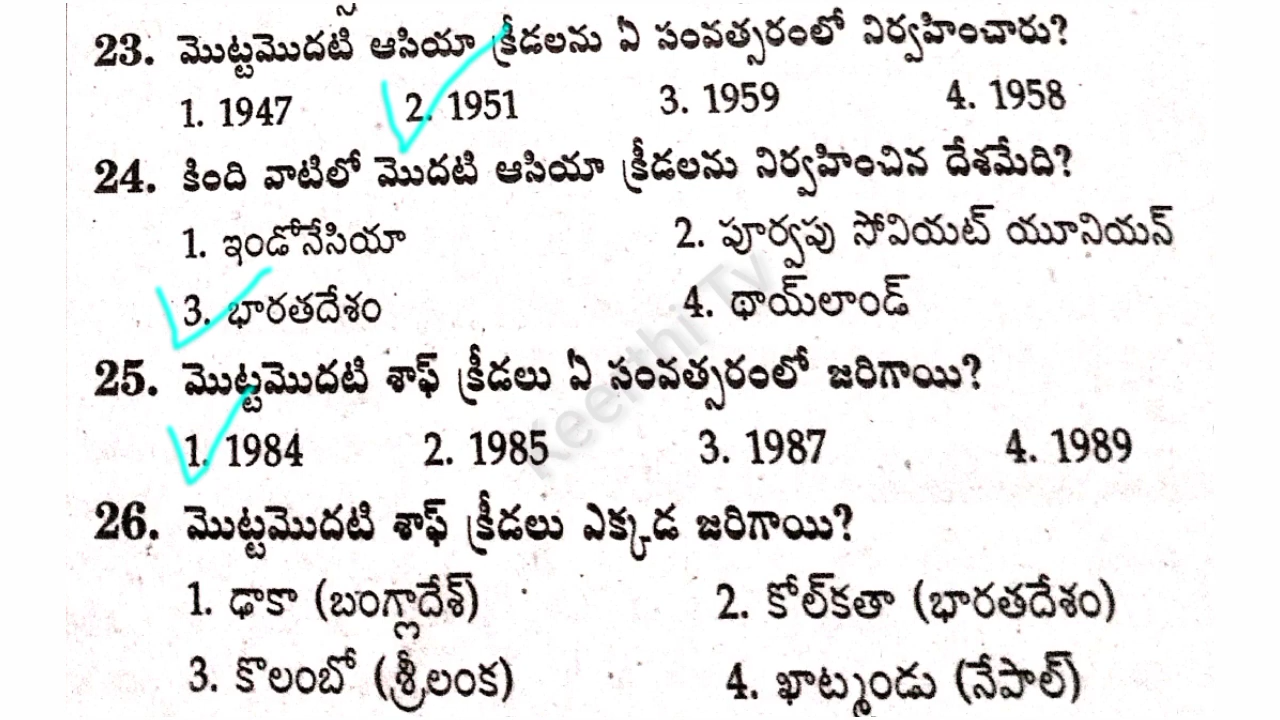 23. మొట్టమొదటి ఆసియా క్రీడలను ఏ సంవత్సరంలో నిర్వహించారు?
1. 1947 2. 1951 3. 1959 4. 1958
24. కింది వాటిలో మొదటి ఆసియా క్రీడలను నిర్వహించిన దేశమేది?
1. ఇండోనేసియా 2. పూర్వపు సోవియట్ యూనియన్
3. భారతదేశం 4. థాయ్‌లాండ్
Keethi Tv
25. మొట్టమొదటి శాఫ్ క్రీడలు ఏ సంవత్సరంలో జరిగాయి?
1. 1984 2. 1985 3. 1987 4. 1989
26. మొట్టమొదటి శాఫ్ క్రీడలు ఎక్కడ జరిగాయి?
1. ఢాకా (బంగ్లాదేశ్) 2. కోల్‌కతా (భారతదేశం)
3. కొలంబో (శ్రీలంక) 4. ఖాట్మండు (నేపాల్)